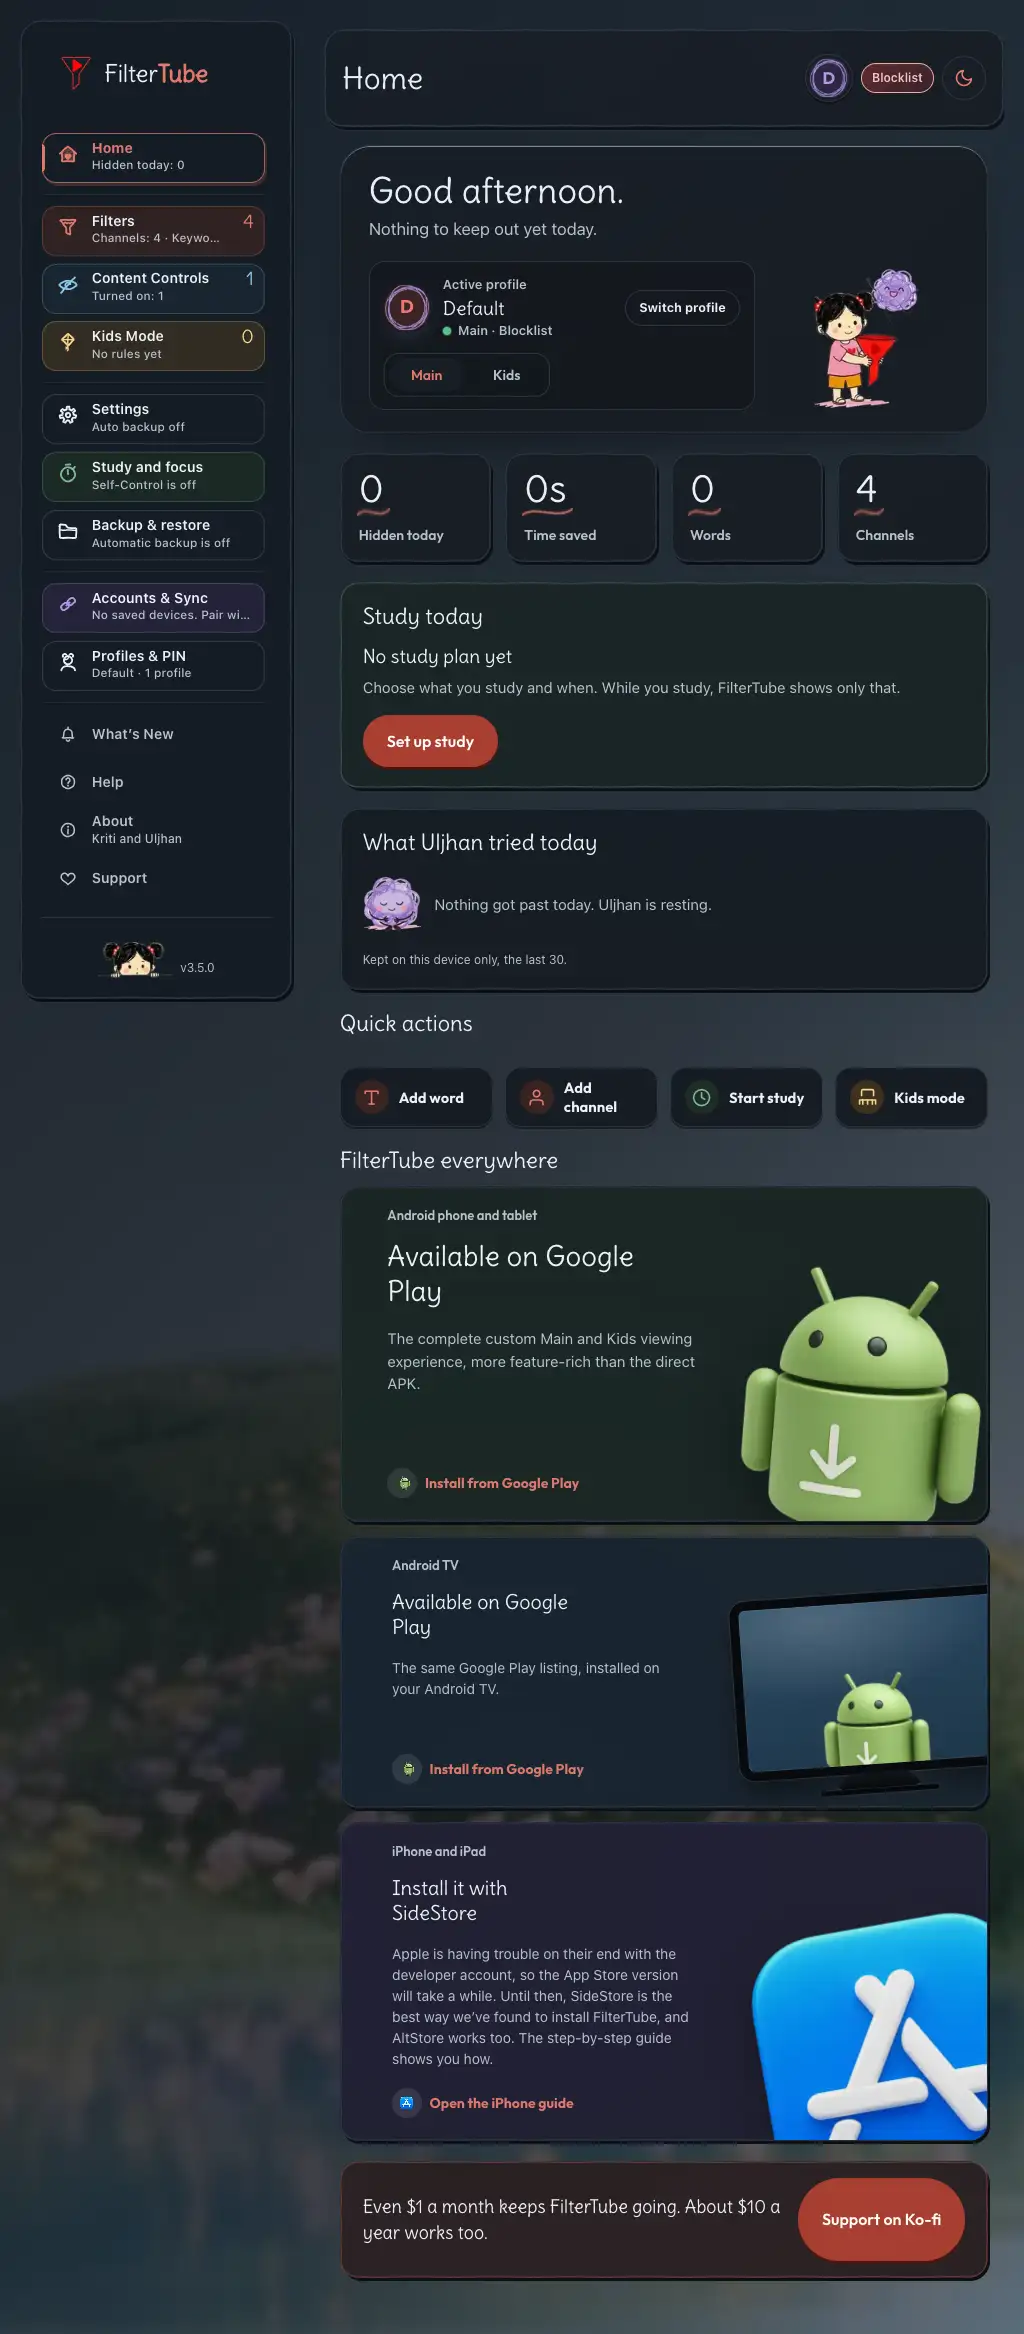 FilterTube
Home
Hidden today: 0
Filters
4
Channels: 4 · Keywo...
Content Controls
1
Turned on: 1
Kids Mode
0
No rules yet
Settings
Auto backup off
Study and focus
Self-Control is off
Backup & restore
Automatic backup is off
Accounts & Sync
No saved devices. Pair wi...
Profiles & PIN
Default · 1 profile
What's New
Help
About
Kriti and Uljhan
Support
v3.5.0
Home
D
Blocklist
Good afternoon.
Nothing to keep out yet today.
D
Active profile
Default
Main · Blocklist
Switch profile
Main
Kids
0
Hidden today
0s
Time saved
0
Words
4
Channels
Study today
No study plan yet
Choose what you study and when. While you study, FilterTube shows only that.
Set up study
What Uljhan tried today
Nothing got past today. Uljhan is resting.
Kept on this device only, the last 30.
Quick actions
Add word
Add
channel
Start study
Kids mode
FilterTube everywhere
Android phone and tablet
Available on Google
Play
The complete custom Main and Kids viewing
experience, more feature-rich than the direct
APK.
Install from Google Play
Android TV
Available on Google
Play
The same Google Play listing, installed on
your Android TV.
Install from Google Play
iPhone and iPad
Install it with
SideStore
Apple is having trouble on their end with the
developer account, so the App Store version
will take a while. Until then, SideStore is the
best way we've found to install FilterTube, and
AltStore works too. The step-by-step guide
shows you how.
Open the iPhone guide
Even $1 a month keeps FilterTube going. About $10 a
year works too.
Support on Ko-fi